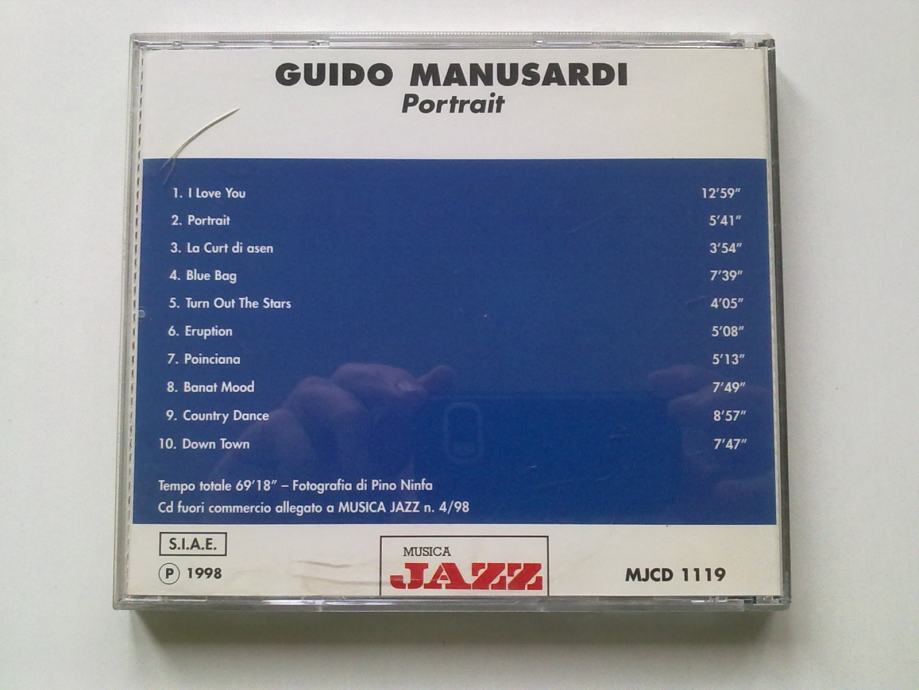 GUIDO MANUSARDI
Portrait
1. I Love You 12'59"
2. Portrait 5'41"
3. La Curt di asen 3'54"
4. Blue Bag 7'39"
5. Turn Out The Stars 4'05"
6. Eruption 5'08"
7. Poinciana 5'13"
8. Banat Mood 7'49"
9. Country Dance 8'57"
10. Down Town 7'47"
Tempo totale 69'18" – Fotografia di Pino Ninfa
Cd fuori commercio allegato a MUSICA JAZZ n. 4/98
S.I.A.E.
Ⓟ 1998
MUSICA
JAZZ
MJCD 1119